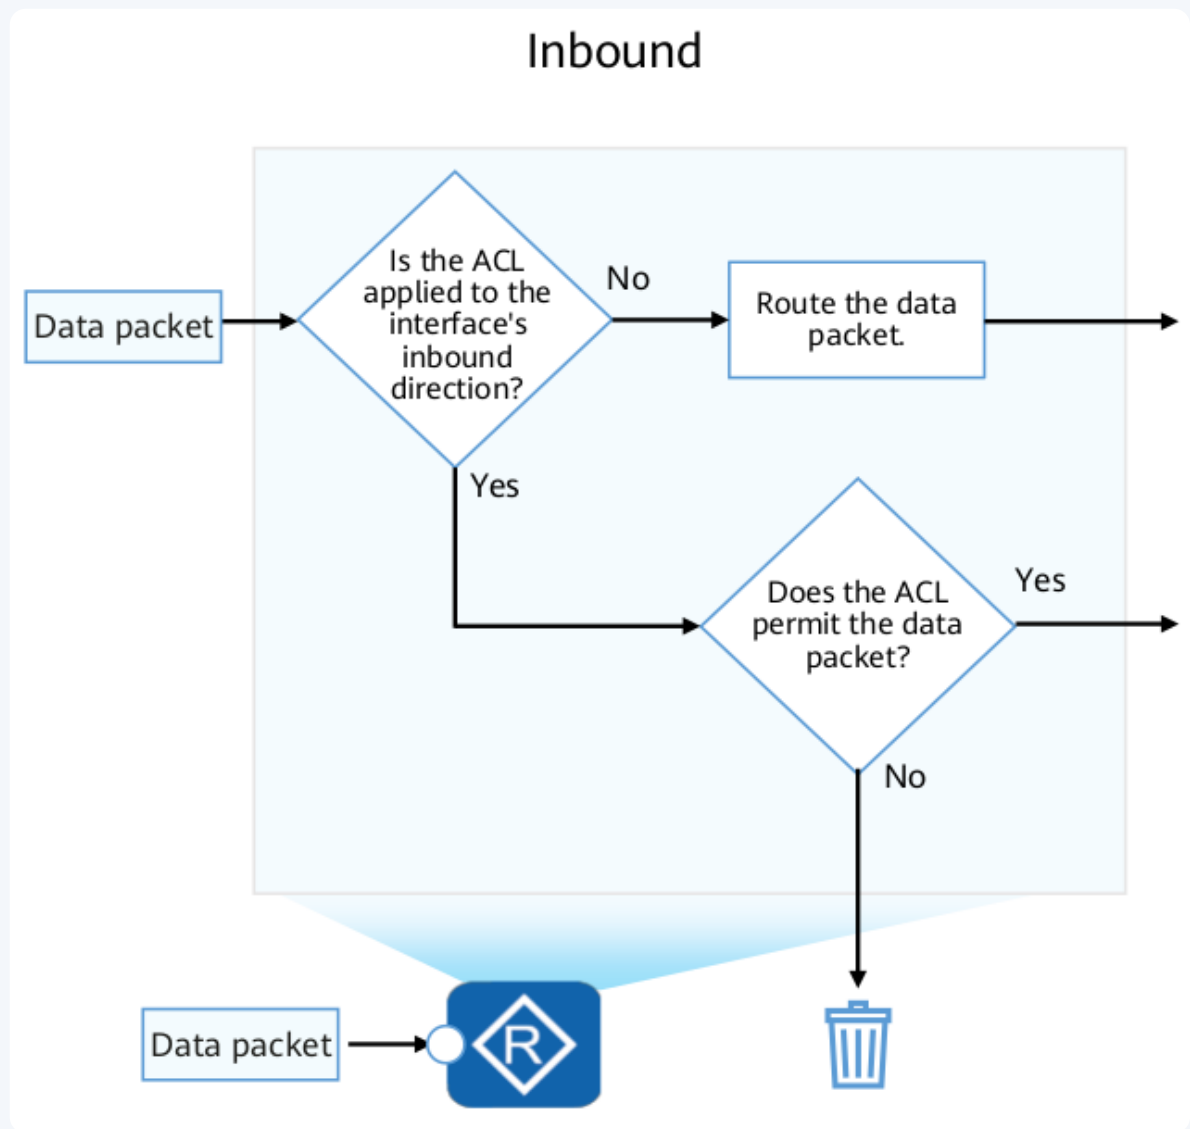 Inbound
Data packet
Is the ACL
applied to the
interface's
inbound
direction?
No
Route the data
packet.
Yes
Does the ACL
permit the data
packet?
Yes
No
Data packet
R